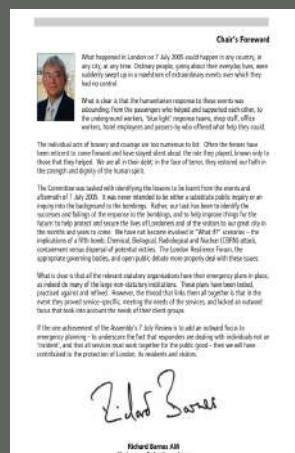 Chair's Foreword
What happened in London on 7 July 2005 could happen in any country, in
any city, at any time. Ordinary people, going about their everyday lives, were
suddenly swept up in a maelstrom of extraordinary events over which they
had no control.
What is clear is that the humanitarian response to these events was
astounding: from the passengers who helped and supported each other, to
the underground workers, 'blue light' response teams, shop staff, office
workers, hotel employees and passers-by who offered what help they could.
The individual acts of bravery and courage are too numerous to list. Often the heroes have
been reticent to come forward and have stayed silent about the role they played, known only to
those that they helped. We are all in their debt; in the face of terror, they restored our faith in
the strength and dignity of the human spirit.
The Committee was tasked with identifying the lessons to be learnt from the events and
aftermath of 7 July 2005. It was never intended to be either a substitute public inquiry or an
inquiry into the background to the bombings. Rather, our task has been to identify the
successes and failings of the response to the bombings, and to help improve things for the
future; to help protect and secure the lives of Londoners and of the visitors to our great city in
the months and years to come. We have not become involved in "What if?" scenarios – the
implications of a fifth bomb; Chemical, Biological, Radiological and Nuclear (CBRN) attack,
containment versus dispersal of potential victims. The London Resilience Forum, the
appropriate governing bodies, and open public debate more properly deal with these issues.
What is clear is that all the relevant statutory organisations have their emergency plans in place,
as indeed do many of the large non-statutory institutions. These plans have been tested,
practised against and refined. However, the thread that links them all together is that in the
event they proved service-specific, meeting the needs of the services, and lacked an outward
focus that took into account the needs of their client groups.
If the one achievement of the Assembly's 7 July Review is to add an outward focus to
emergency planning – to underscore the fact that responders are dealing with individuals not an
'incident', and that all services must work together for the public good – then we will have
contributed to the protection of London, its residents and visitors.
Richard Barnes
Richard Barnes AM